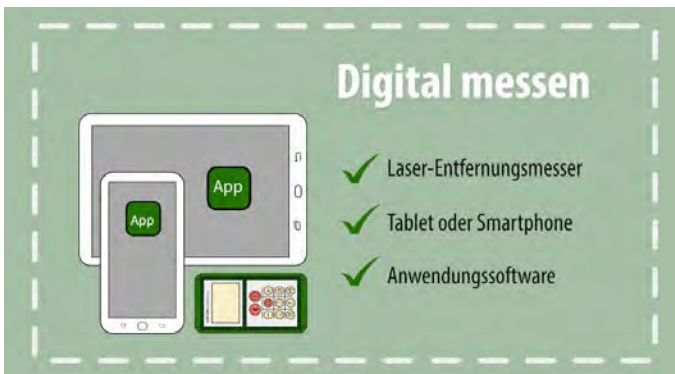 Digital messen
Laser-Entfernungsmesser
Tablet oder Smartphone
Anwendungssoftware
App
App